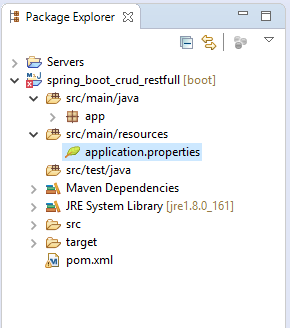 Package Explorer
Servers
spring_boot_crud_restfull [boot]
src/main/java
app
src/main/resources
application.properties
src/test/java
Maven Dependencies
JRE System Library [jre1.8.0_161]
src
target
pom.xml